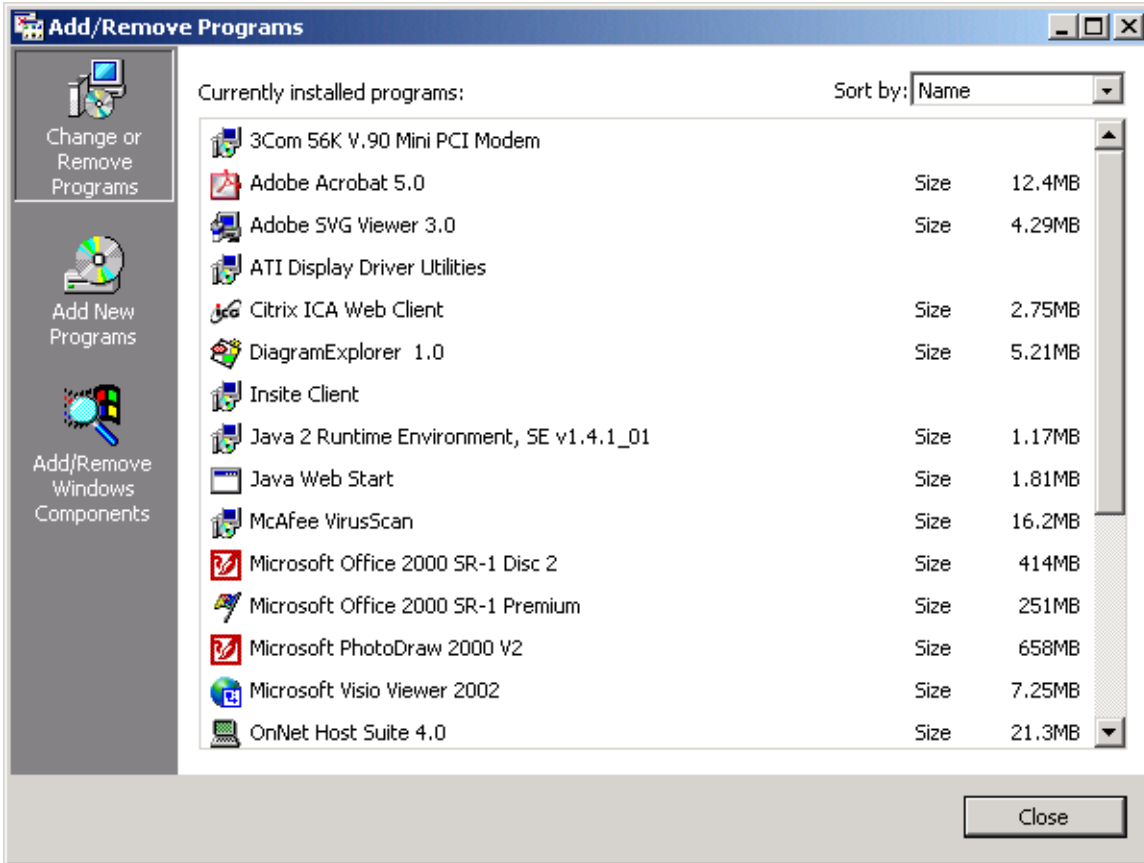 Add/Remove Programs
Change or
Remove
Programs
Add New
Programs
Add/Remove
Windows
Components
Currently installed programs:
Sort by: Name
3Com 56K V.90 Mini PCI Modem
Adobe Acrobat 5.0 Size 12.4MB
Adobe SVG Viewer 3.0 Size 4.29MB
ATI Display Driver Utilities
Citrix ICA Web Client Size 2.75MB
DiagramExplorer 1.0 Size 5.21MB
Insite Client
Java 2 Runtime Environment, SE v1.4.1_01 Size 1.17MB
Java Web Start Size 1.81MB
McAfee VirusScan Size 16.2MB
Microsoft Office 2000 SR-1 Disc 2 Size 414MB
Microsoft Office 2000 SR-1 Premium Size 251MB
Microsoft PhotoDraw 2000 V2 Size 658MB
Microsoft Visio Viewer 2002 Size 7.25MB
OnNet Host Suite 4.0 Size 21.3MB
Close